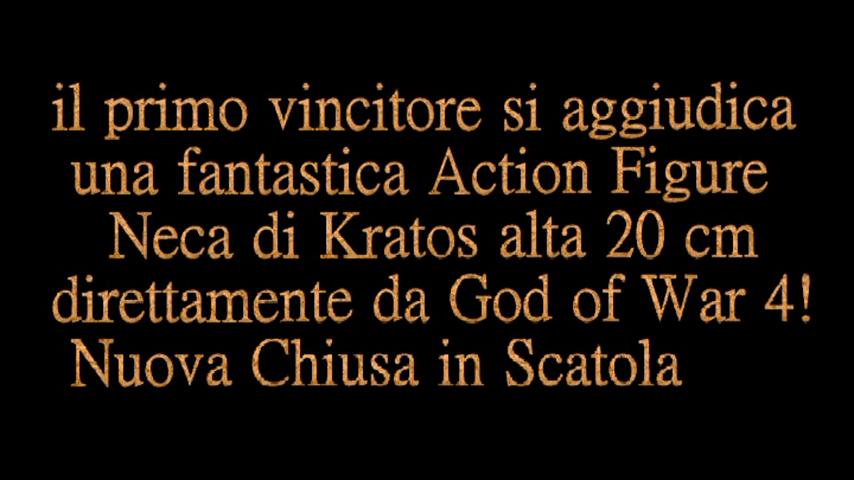 il primo vincitore si aggiudica
una fantastica Action Figure
Neca di Kratos alta 20 cm
direttamente da God of War 4!
Nuova Chiusa in Scatola